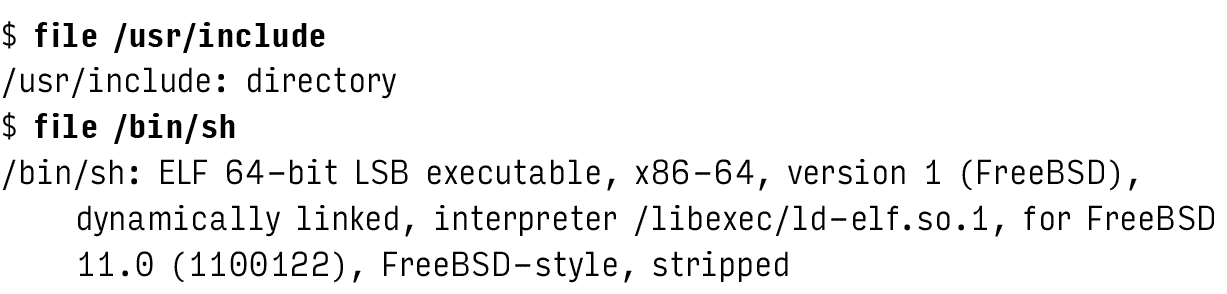 $ file /usr/include
/usr/include: directory
$ file /bin/sh
/bin/sh: ELF 64-bit LSB executable, x86-64, version 1 (FreeBSD),
dynamically linked, interpreter /libexec/ld-elf.so.1, for FreeBSD
11.0 (1100122), FreeBSD-style, stripped